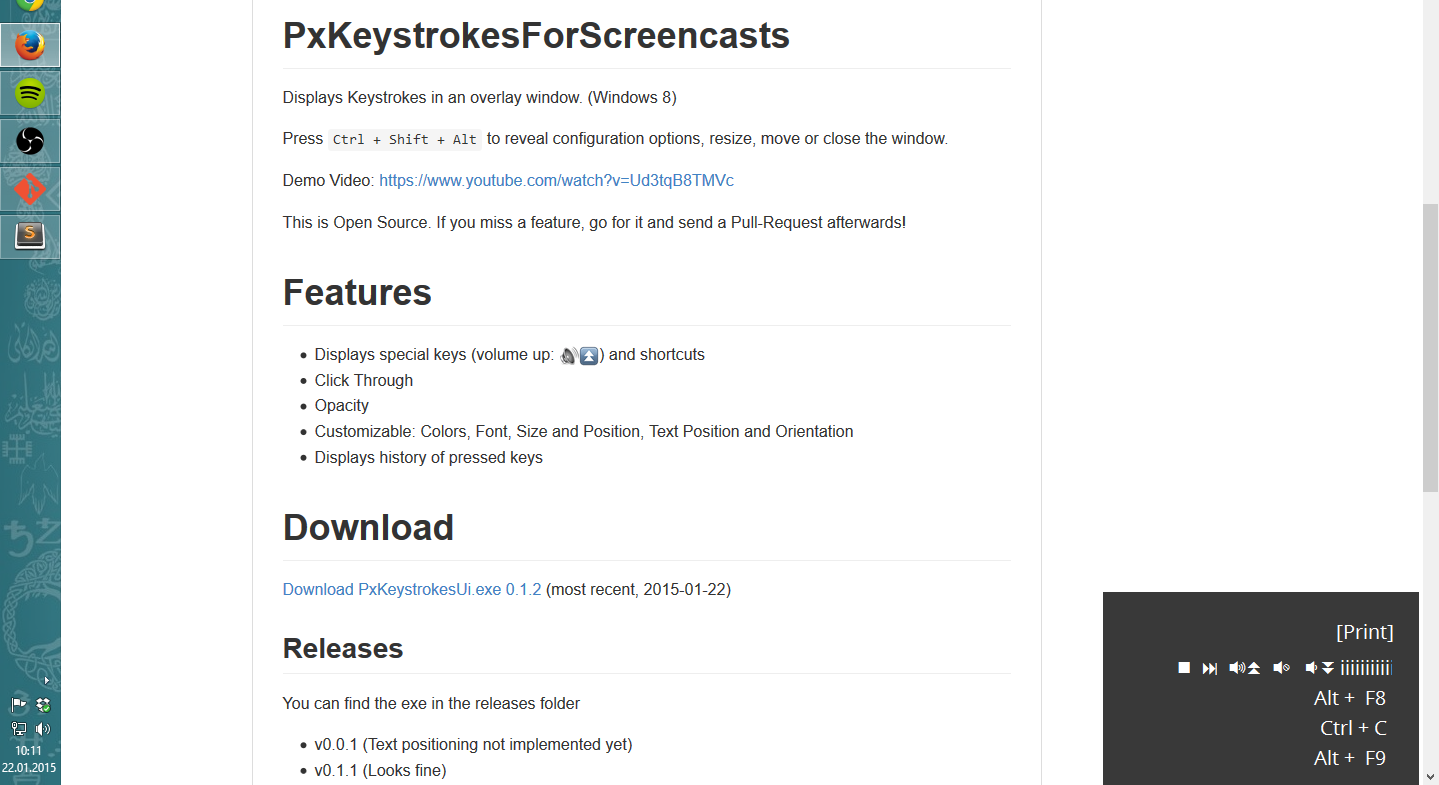 PxKeystrokesForScreencasts
Displays Keystrokes in an overlay window. (Windows 8)
Press Ctrl + Shift + Alt to reveal configuration options, resize, move or close the window.
Demo Video: https://www.youtube.com/watch?v=Ud3tqB8TMVc
This is Open Source. If you miss a feature, go for it and send a Pull-Request afterwards!
Features
• Displays special keys (volume up: 🔊⏫) and shortcuts
• Click Through
• Opacity
• Customizable: Colors, Font, Size and Position, Text Position and Orientation
• Displays history of pressed keys
Download
Download PxKeystrokesUi.exe 0.1.2 (most recent, 2015-01-22)
Releases
You can find the exe in the releases folder
• v0.0.1 (Text positioning not implemented yet)
• v0.1.1 (Looks fine)
10:11
22.01.2015
[Print]
iiiiiiiiiii
Alt + F8
Ctrl + C
Alt + F9